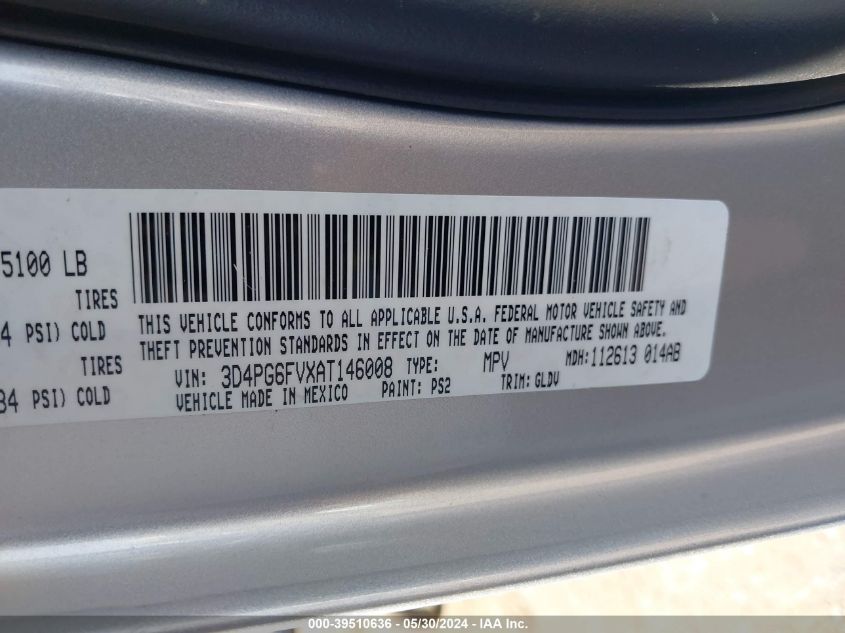 5100 LB
TIRES
4 PSI) COLD
TIRES
34 PSI) COLD
THIS VEHICLE CONFORMS TO ALL APPLICABLE U.S.A. FEDERAL MOTOR VEHICLE SAFETY AND
THEFT PREVENTION STANDARDS IN EFFECT ON THE DATE OF MANUFACTURE SHOWN ABOVE.
VIN: 3D4PG6FVXAT146008 TYPE: MPV MDH:112613 014AB
VEHICLE MADE IN MEXICO PAINT: PS2 TRIM: GLDV
000-39510636 - 05/30/2024 - IAA Inc.